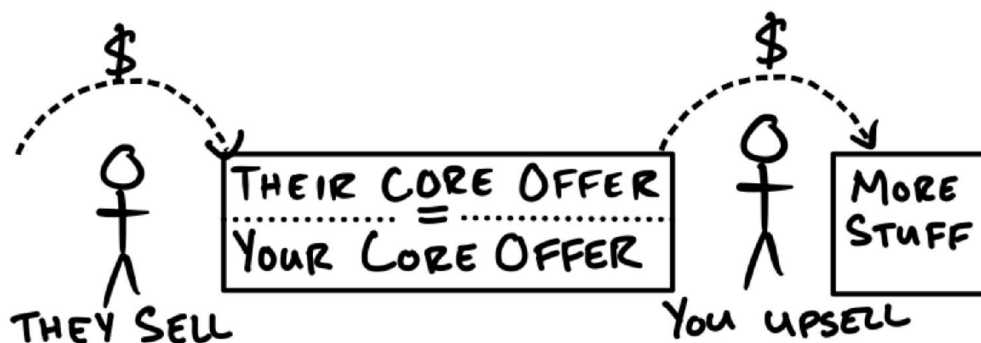 $
$
THEIR CORE OFFER
=
YOUR CORE OFFER
MORE
STUFF
THEY SELL
YOU UPSELL